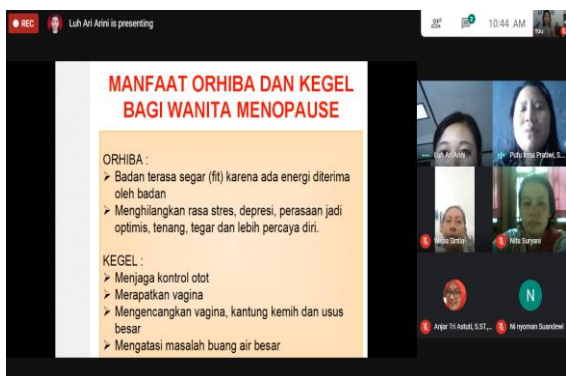 REC
Luh Ari Arini is presenting
10:44 AM
You
MANFAAT ORHIBA DAN KEGEL
BAGI WANITA MENOPAUSE
ORHIBA :
➢ Badan terasa segar (fit) karena ada energi diterima
oleh badan
➢ Menghilangkan rasa stres, depresi, perasaan jadi
optimis, tenang, tegar dan lebih percaya diri.
KEGEL :
➢ Menjaga kontrol otot
➢ Merapatkan vagina
➢ Mengencangkan vagina, kantung kemih dan usus
besar
➢ Mengatasi masalah buang air besar
Luh Ari Arini
Putu Irma Pratiwi, S...
Sintia
Nita Suryani
Anjar Tri Astuti, S.ST.,...
N
Ni nyoman Suandewi